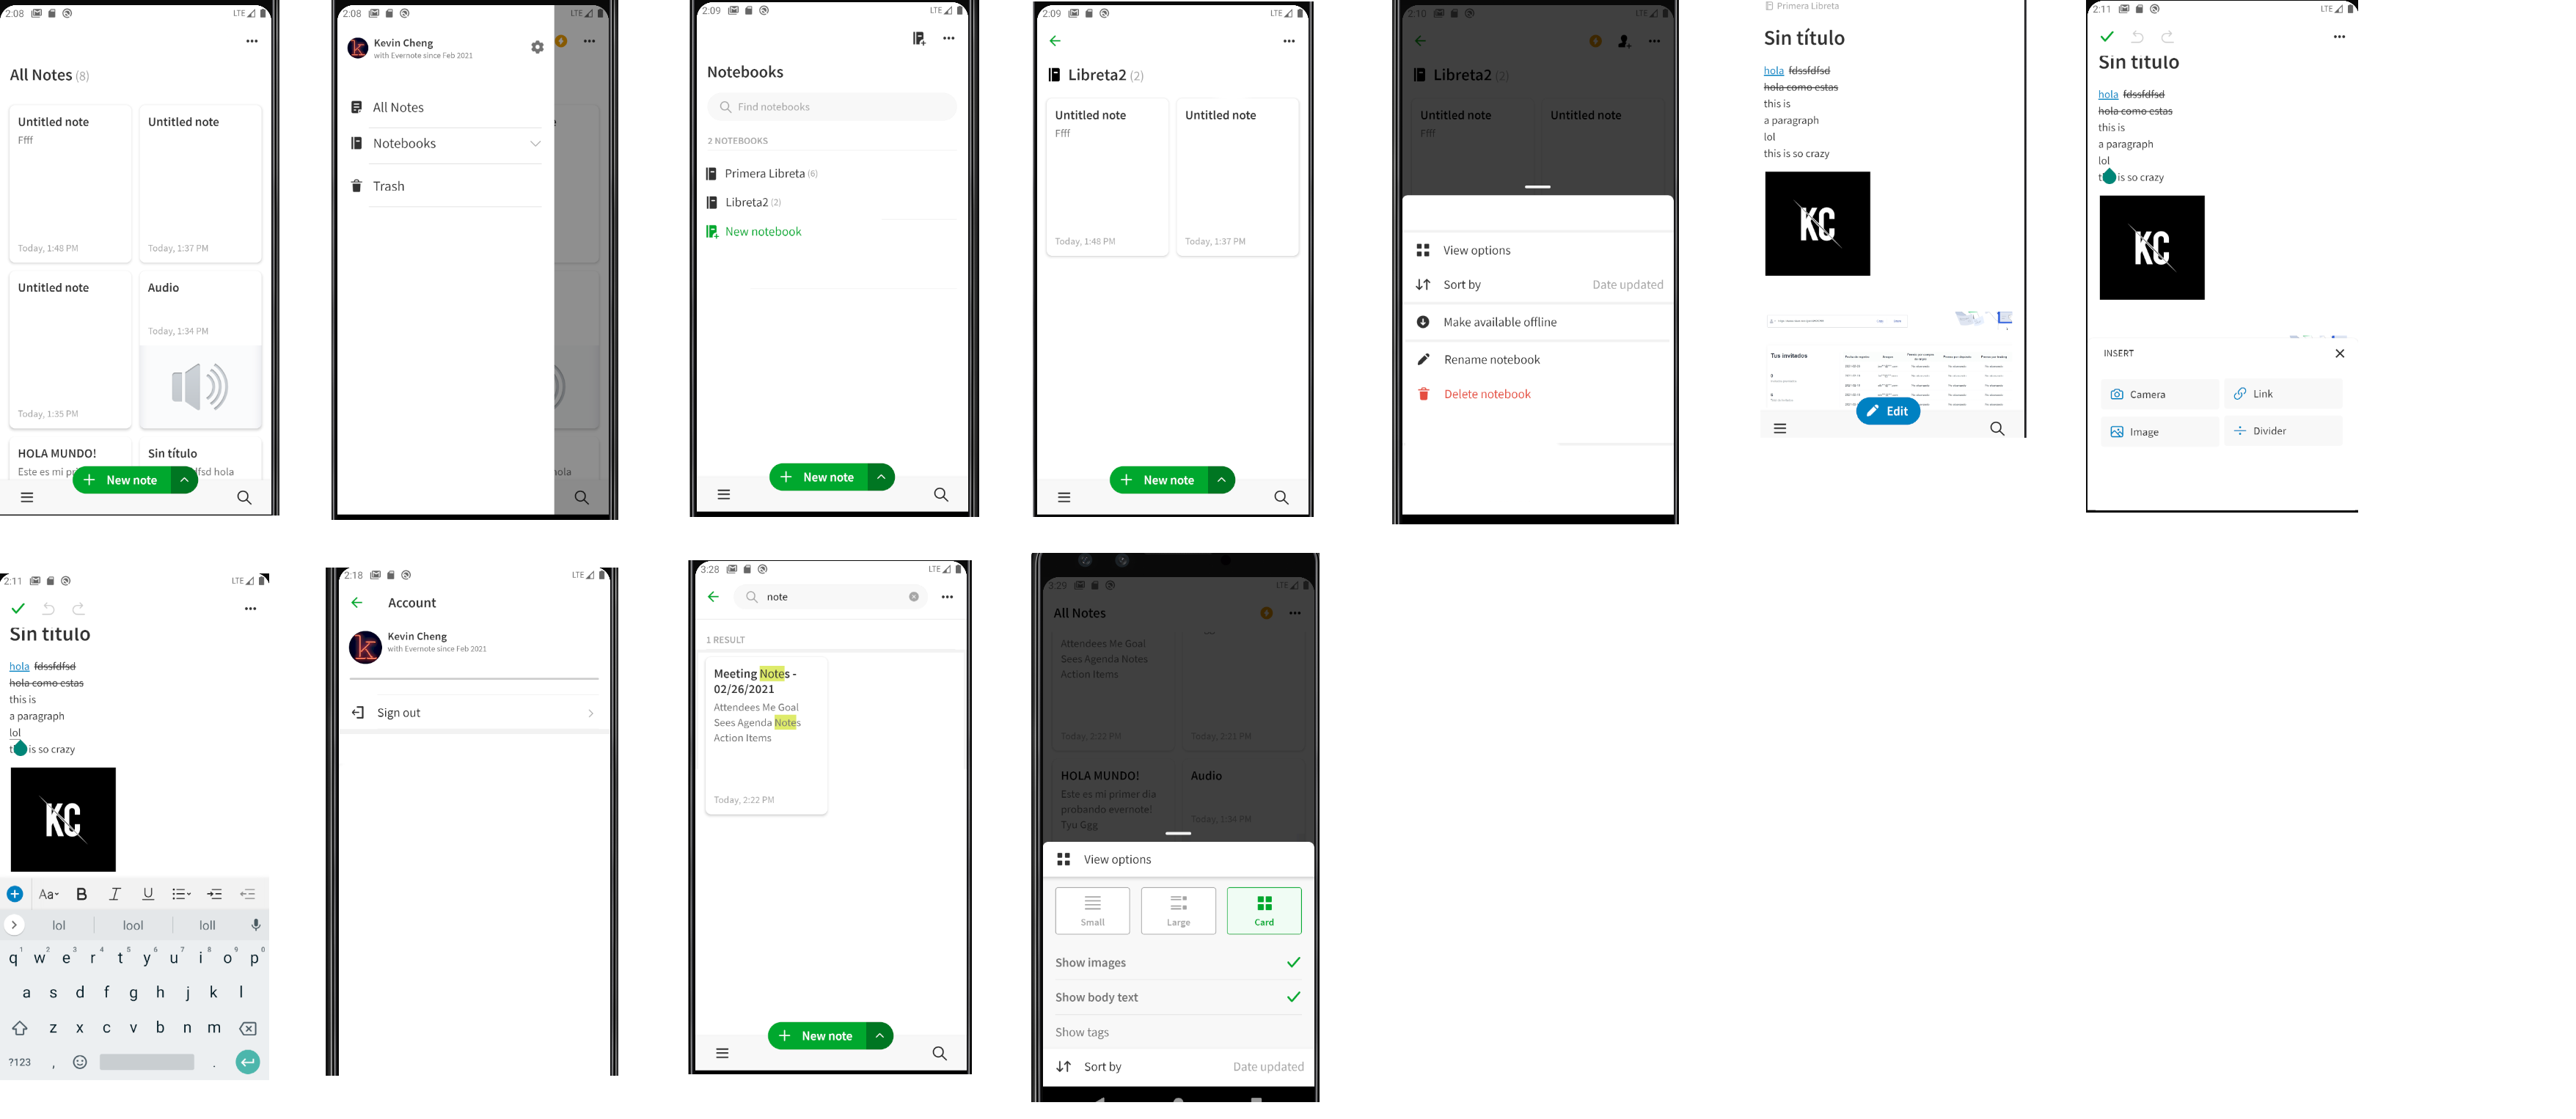 2:08 LTE
All Notes (8)
Untitled note
Ffff
Today, 1:48 PM
Untitled note
Today, 1:37 PM
Untitled note
Today, 1:35 PM
Audio
Today, 1:34 PM
HOLA MUNDO!
Este es mi pri
Sin título
lfsd hola
New note
2:08 LTE
Kevin Cheng
with Evernote since Feb 2021
All Notes
Notebooks
Trash
hola
2:09 LTE
Notebooks
Find notebooks
2 NOTEBOOKS
Primera Libreta (6)
Libreta2 (2)
New notebook
New note
2:09 LTE
Libreta2 (2)
Untitled note
Ffff
Today, 1:48 PM
Untitled note
Today, 1:37 PM
New note
2:10 LTE
Libreta2 (2)
Untitled note
Ffff
Untitled note
View options
Sort by Date updated
Make available offline
Rename notebook
Delete notebook
Primera Libreta
Sin título
hola fdssfdfsd
hola como estas
this is
a paragraph
lol
this is so crazy
KC
Tus invitados
Edit
2:11 LTE
Sin título
hola fdssfdfsd
hola como estas
this is
a paragraph
lol
is so crazy
KC
INSERT
Camera
Link
Image
Divider
2:11 LTE
Sin título
hola fdssfdfsd
hola como estas
this is
a paragraph
lol
is so crazy
KC
Aa B I U
lol lool loll
1 2 3 4 5 6 7 8 9 0
q w e r t y u i o p
a s d f g h j k l
z x c v b n m
?123 , .
2:18 LTE
Account
Kevin Cheng
with Evernote since Feb 2021
Sign out
3:28 LTE
note
1 RESULT
Meeting Notes -
02/26/2021
Attendees Me Goal
Sees Agenda Notes
Action Items
Today, 2:22 PM
New note
3:29 LTE
All Notes
Attendees Me Goal
Sees Agenda Notes
Action Items
Today, 2:22 PM
Today, 2:21 PM
HOLA MUNDO!
Este es mi primer dia
probando evernote!
Tyu Ggg
Audio
Today, 1:34 PM
View options
Small
Large
Card
Show images
Show body text
Show tags
Sort by Date updated